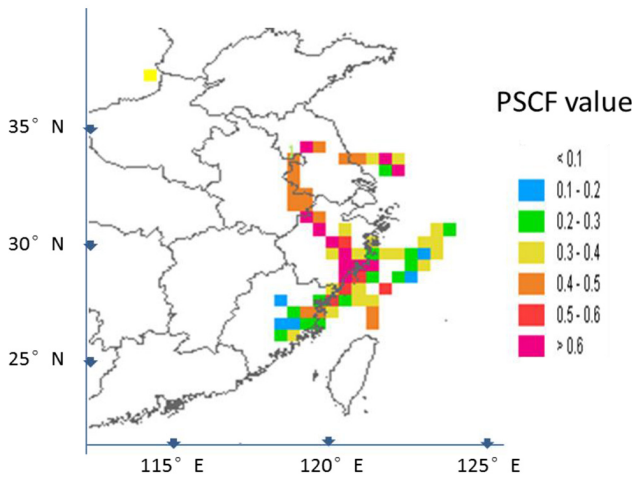 PSCF value
35° N
< 0.1
0.1 - 0.2
0.2 - 0.3
30° N
0.3 - 0.4
0.4 - 0.5
0.5 - 0.6
> 0.6
25° N
115° E
120° E
125° E